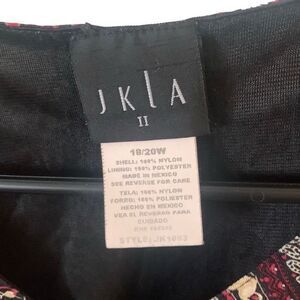 JKLA
II
18/20W
SHELL: 100% NYLON
LINING: 100% POLYESTER
MADE IN MEXICO
SEE REVERSE FOR CARE
TELA: 100% NYLON
FORRO: 100% POLIESTER
HECHO EN MEXICO
VEA EL REVERSO PARA
CUIDADO
STYLE: JK1093